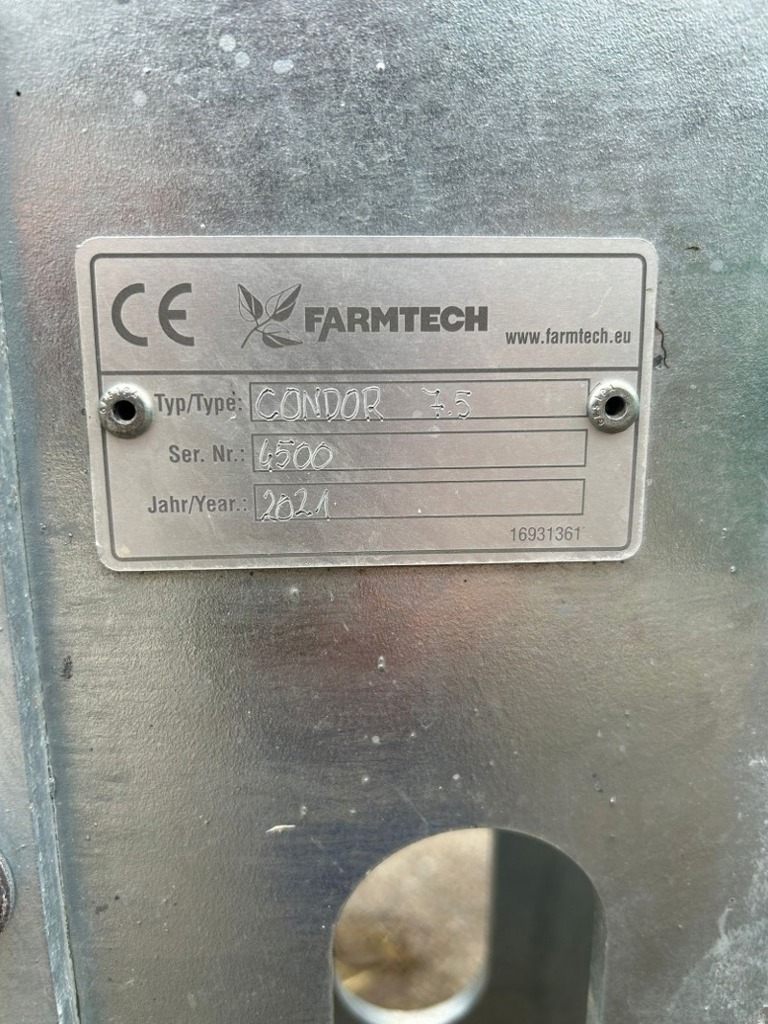 CE FARMTECH www.farmtech.eu
Typ/Type: CONDOR 7.5
Ser. Nr.: 4500
Jahr/Year.: 2021
16931361